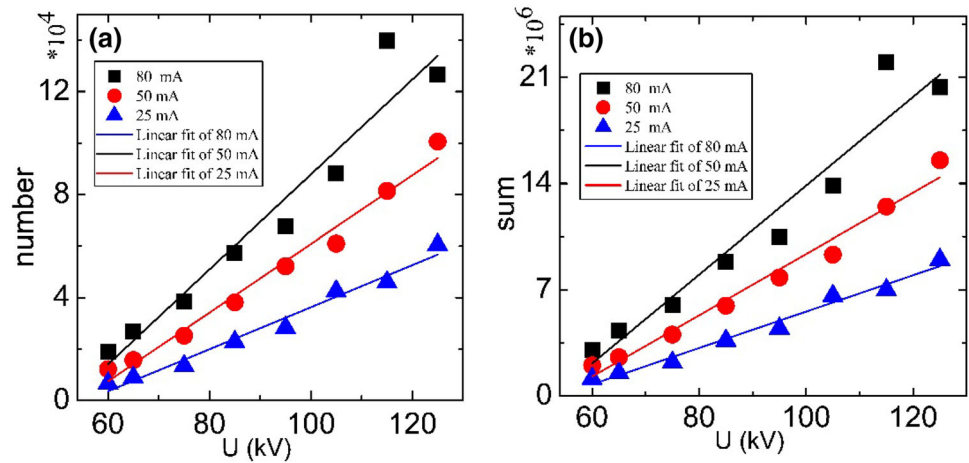 (a)
*10^4
number
12
8
4
0
60
80
100
120
U (kV)
80 mA
50 mA
25 mA
Linear fit of 80 mA
Linear fit of 50 mA
Linear fit of 25 mA
(b)
*10^6
sum
21
14
7
0
60
80
100
120
U (kV)
80 mA
50 mA
25 mA
Linear fit of 80 mA
Linear fit of 50 mA
Linear fit of 25 mA